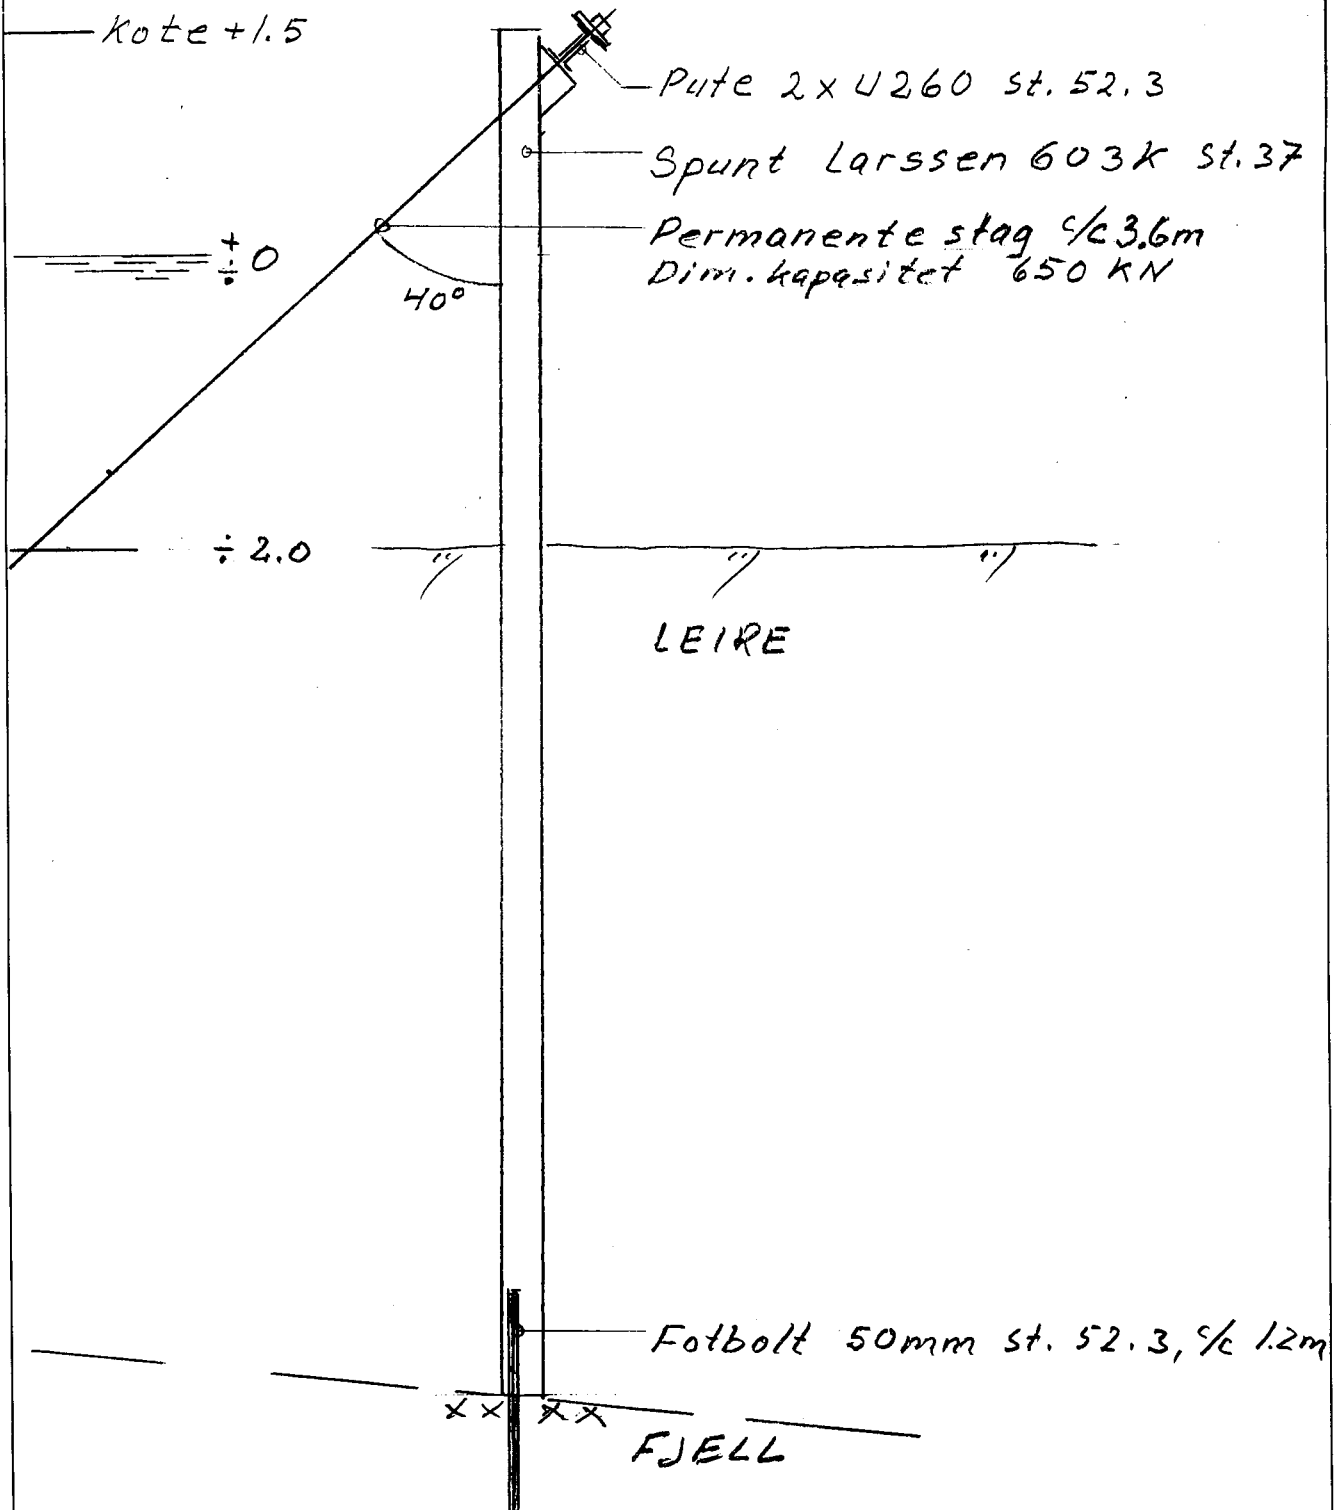 Kote +1.5
Pute 2 x U260 st. 52.3
Spunt Larssen 603K st. 37
Permanente stag c/c 3.6m
Dim. kapasitet 650 KN
± 0
40°
÷ 2.0
LEIRE
Fotbolt 50mm st. 52.3, c/c 1.2m
x x x x
FJELL